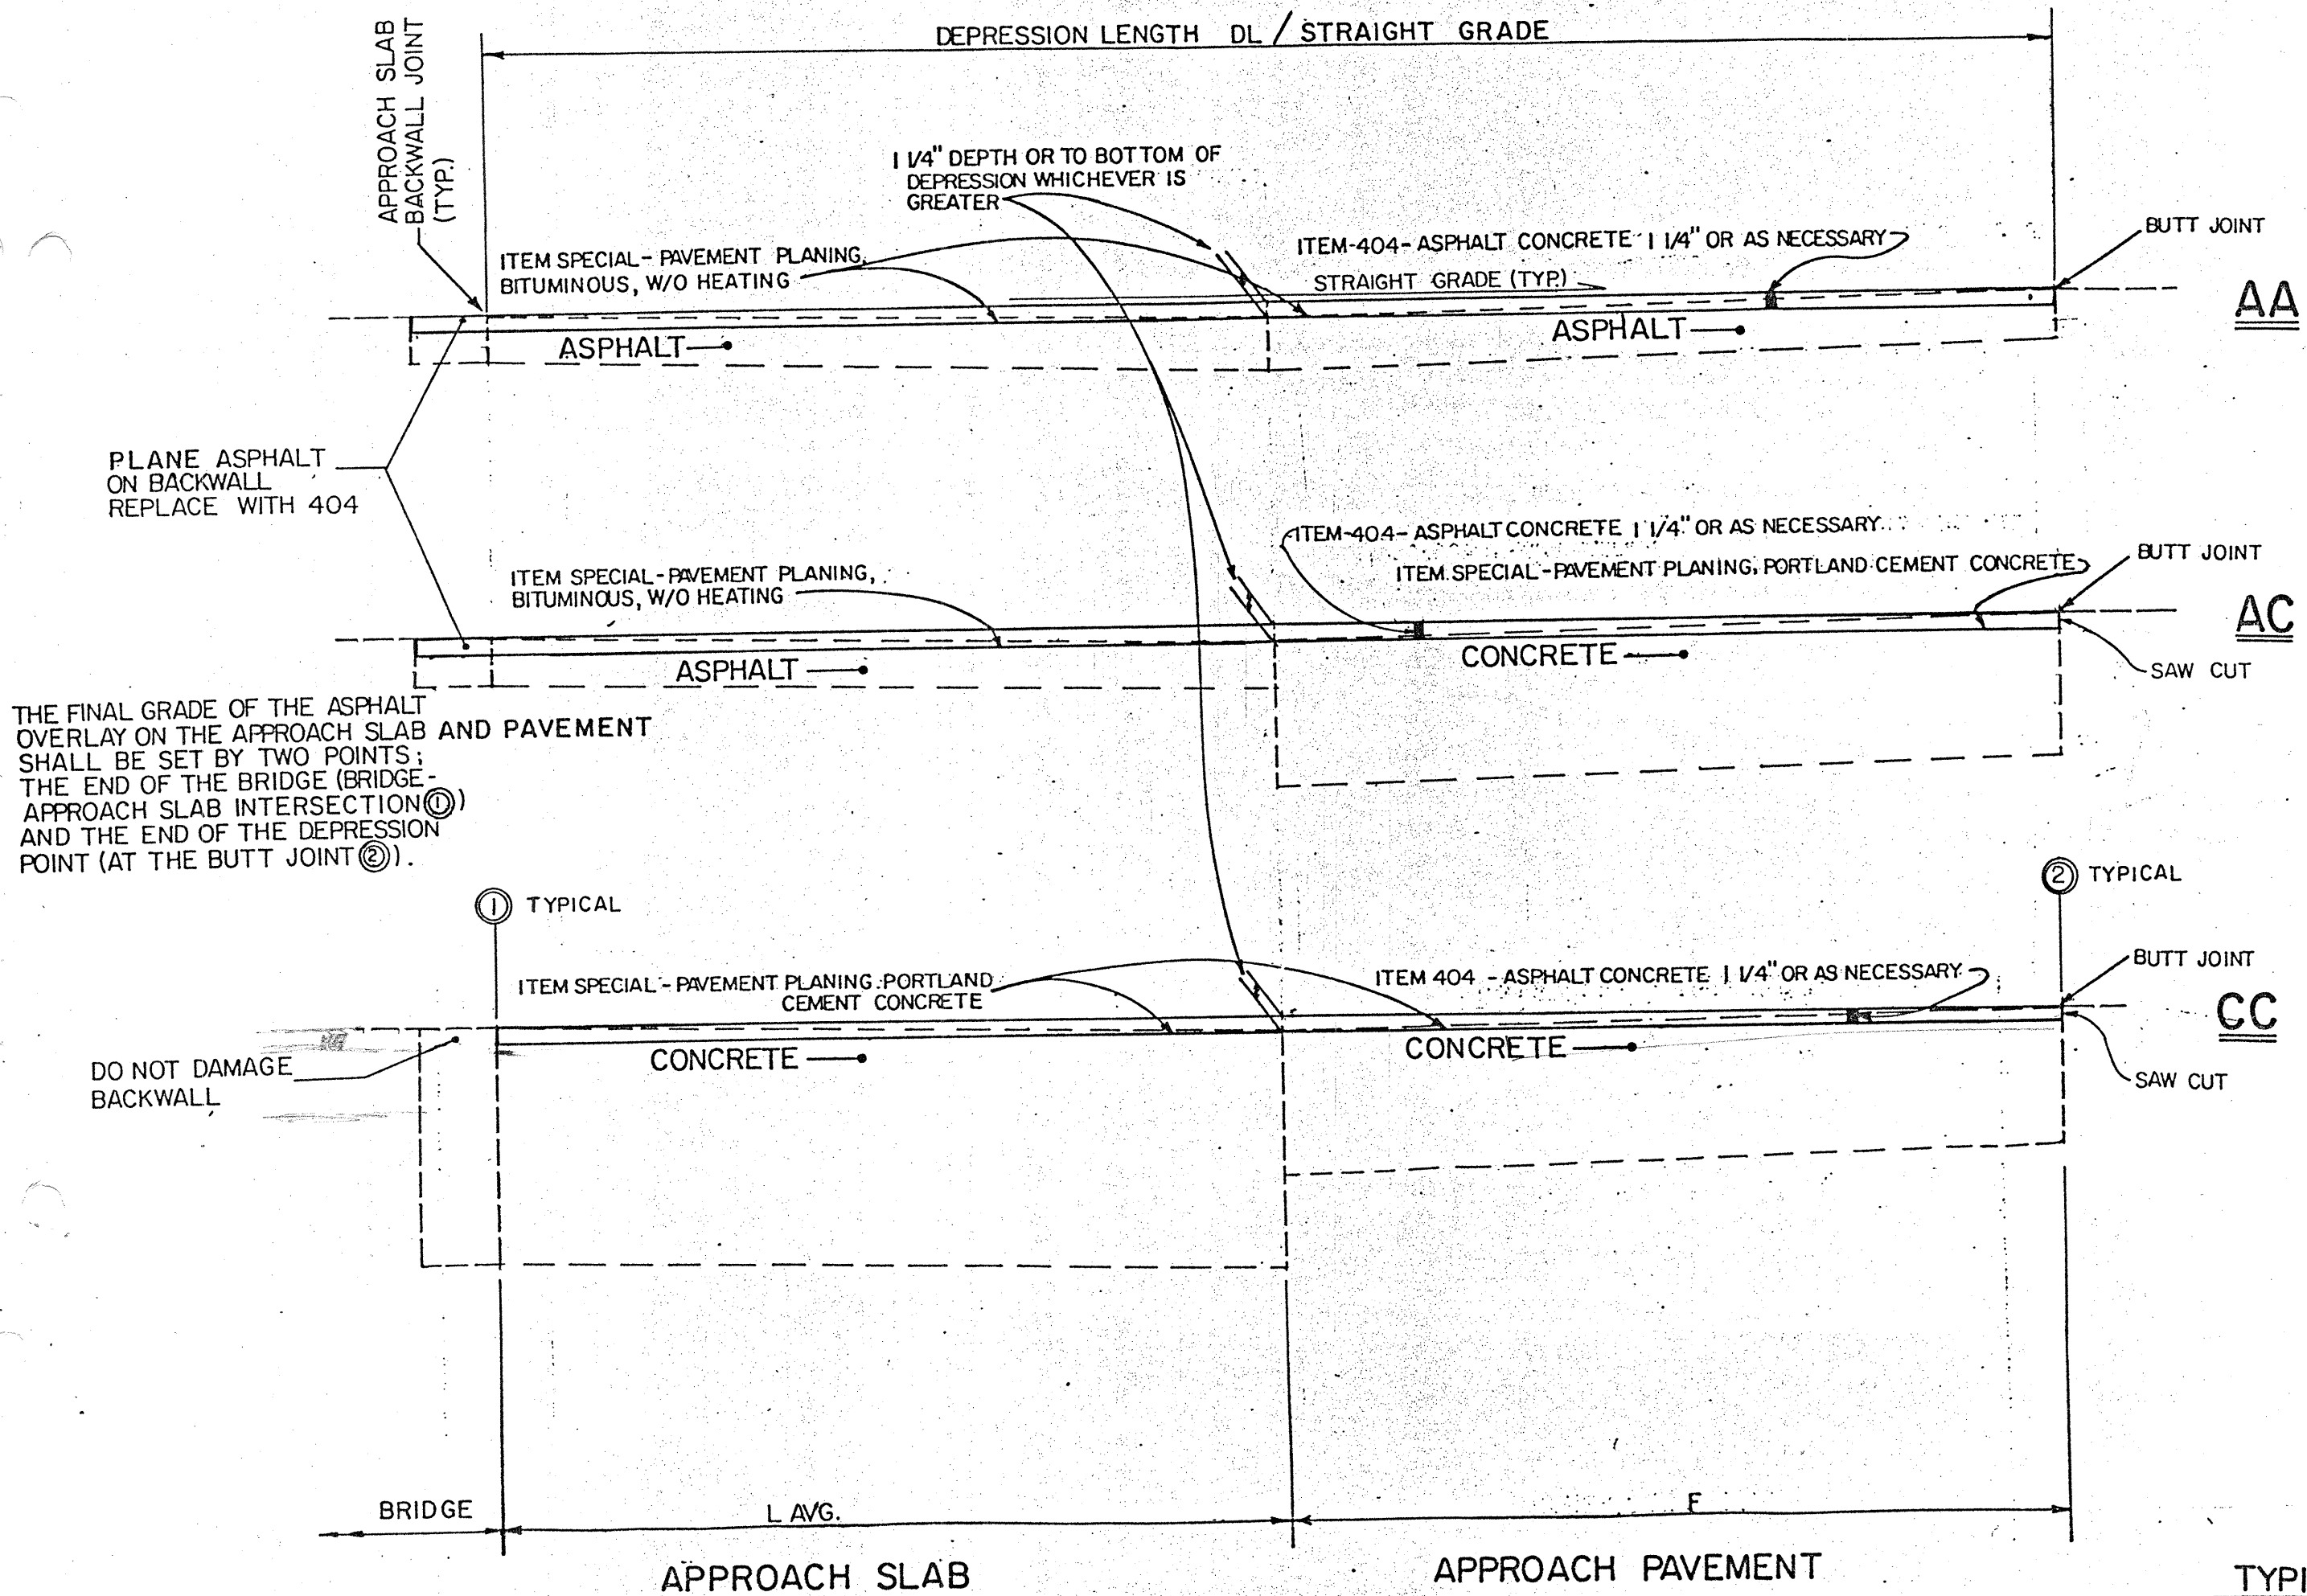 DEPRESSION LENGTH DL / STRAIGHT GRADE
APPROACH SLAB
BACKWALL JOINT
(TYP.)
1 1/4" DEPTH OR TO BOTTOM OF
DEPRESSION WHICHEVER IS
GREATER
ITEM SPECIAL- PAVEMENT PLANING,
BITUMINOUS, W/O HEATING
ITEM-404- ASPHALT CONCRETE 1 1/4" OR AS NECESSARY
STRAIGHT GRADE (TYP.)
BUTT JOINT
AA
ASPHALT
ASPHALT
PLANE ASPHALT
ON BACKWALL
REPLACE WITH 404
ITEM-404- ASPHALT CONCRETE 1 1/4" OR AS NECESSARY
ITEM SPECIAL-PAVEMENT PLANING, PORTLAND CEMENT CONCRETE
BUTT JOINT
ITEM SPECIAL-PAVEMENT PLANING,
BITUMINOUS, W/O HEATING
AC
ASPHALT
CONCRETE
SAW CUT
THE FINAL GRADE OF THE ASPHALT
OVERLAY ON THE APPROACH SLAB AND PAVEMENT
SHALL BE SET BY TWO POINTS;
THE END OF THE BRIDGE (BRIDGE-
APPROACH SLAB INTERSECTION ①)
AND THE END OF THE DEPRESSION
POINT (AT THE BUTT JOINT ②).
① TYPICAL
② TYPICAL
ITEM SPECIAL - PAVEMENT PLANING PORTLAND
CEMENT CONCRETE
ITEM 404 - ASPHALT CONCRETE 1 1/4" OR AS NECESSARY
BUTT JOINT
CC
CONCRETE
CONCRETE
DO NOT DAMAGE
BACKWALL
SAW CUT
BRIDGE
L AVG.
APPROACH SLAB
APPROACH PAVEMENT
TYPI